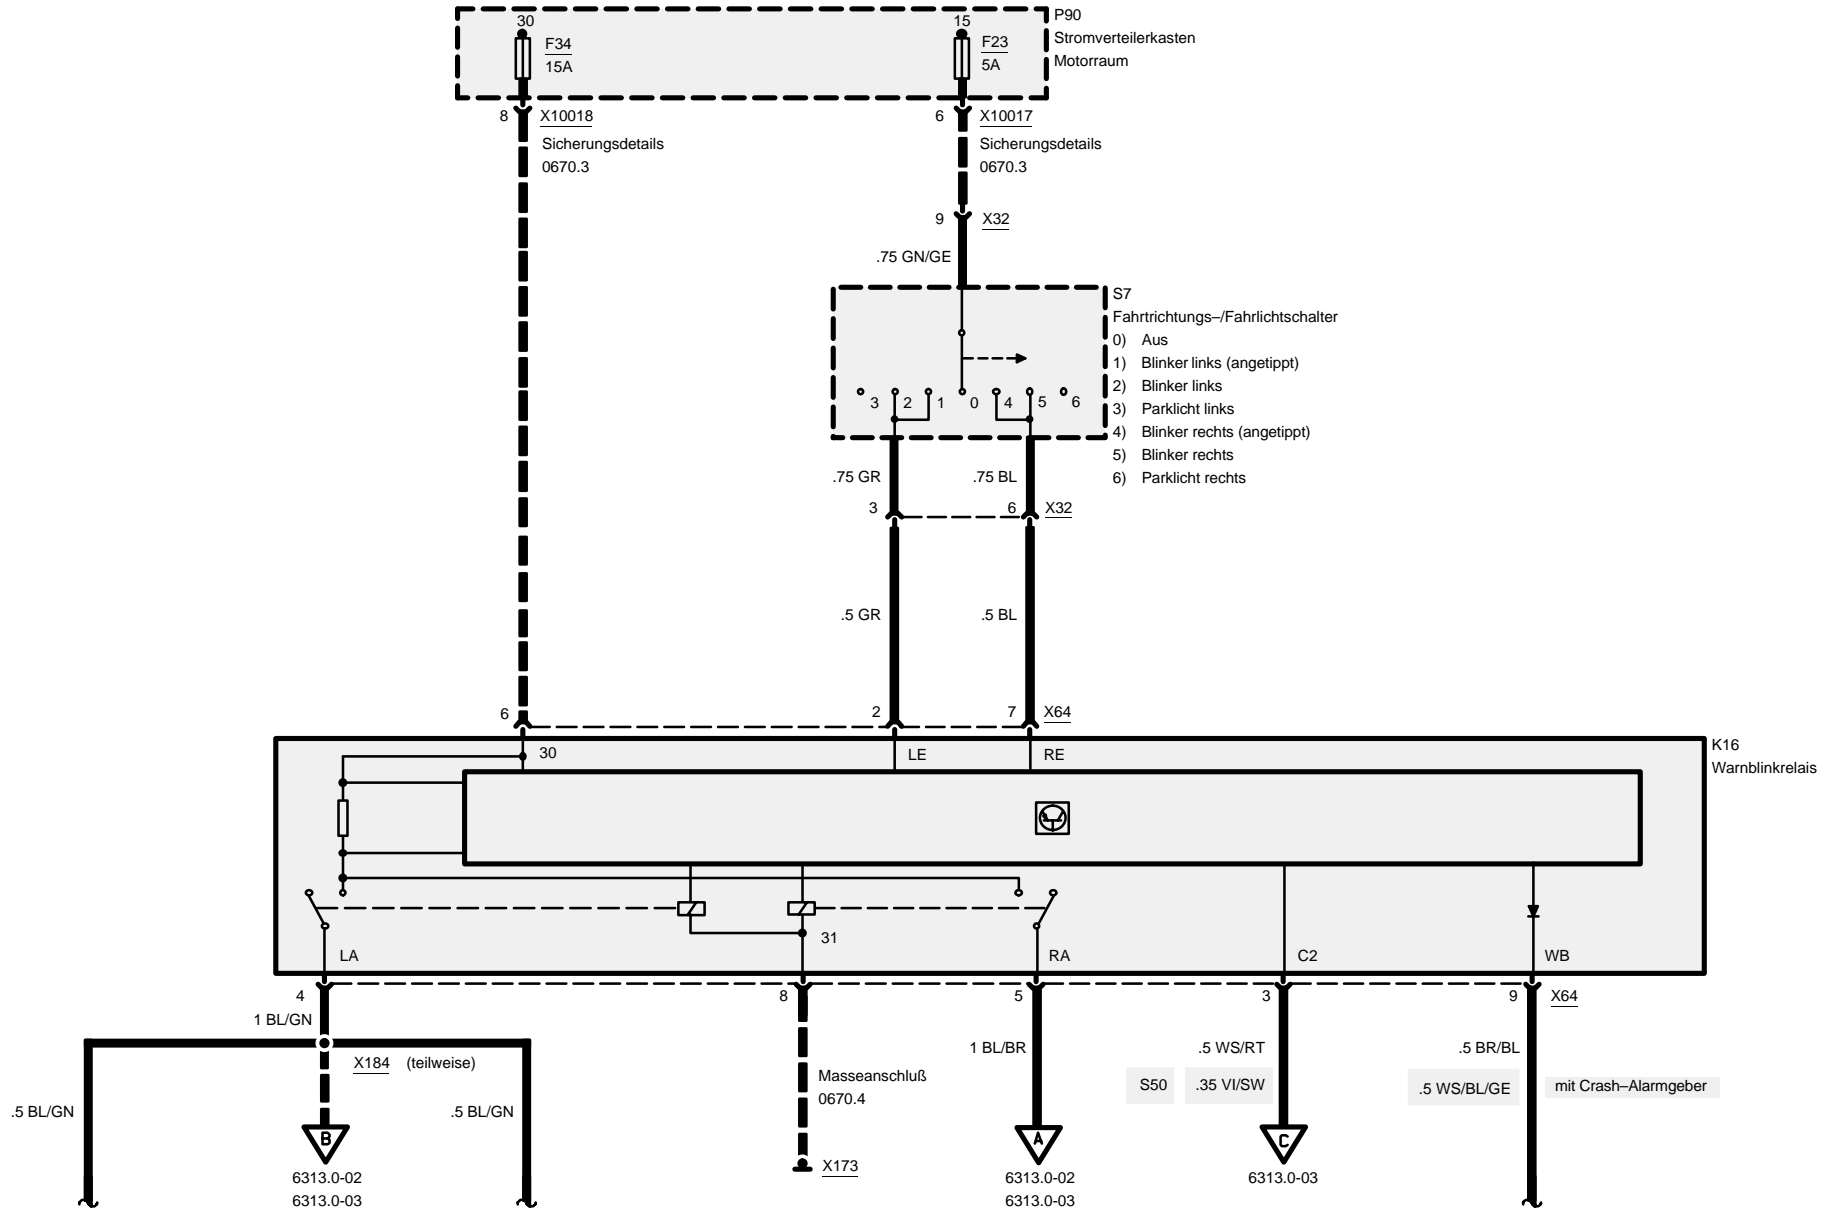 30
F34
15A
15
F23
5A
P90
Stromverteilerkasten
Motorraum
8
X10018
Sicherungsdetails
0670.3
6
X10017
Sicherungsdetails
0670.3
9
X32
.75 GN/GE
S7
Fahrtrichtungs–/Fahrlichtschalter
0) Aus
1) Blinker links (angetippt)
2) Blinker links
3) Parklicht links
4) Blinker rechts (angetippt)
5) Blinker rechts
6) Parklicht rechts
3 2 1 0 4 5 6
.75 GR
.75 BL
3
6
X32
.5 GR
.5 BL
6
2
7
X64
30
LE
RE
K16
Warnblinkrelais
31
LA
RA
C2
WB
4
8
5
3
9
X64
1 BL/GN
X184 (teilweise)
.5 BL/GN
.5 BL/GN
B
6313.0-02
6313.0-03
Masseanschluß
0670.4
X173
1 BL/BR
A
6313.0-02
6313.0-03
.5 WS/RT
S50
.35 VI/SW
C
6313.0-03
.5 BR/BL
.5 WS/BL/GE
mit Crash–Alarmgeber